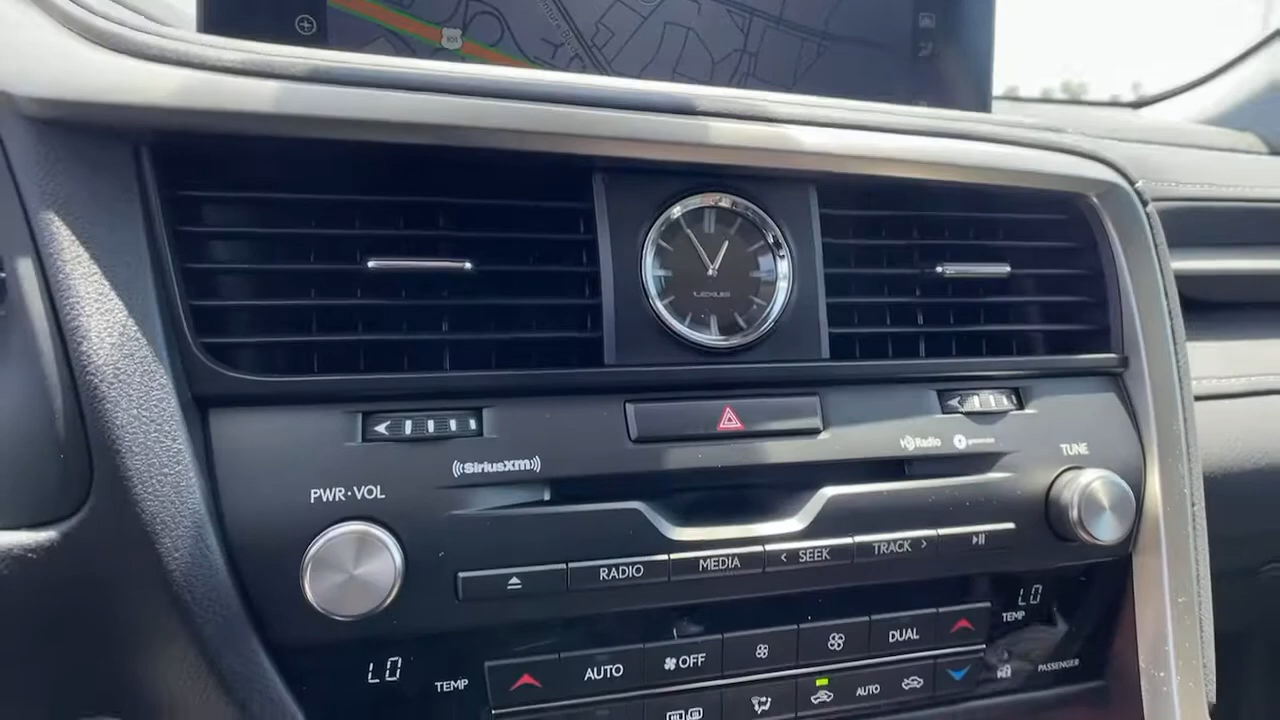 101
LEXUS
SiriusXM
HD Radio
PWR·VOL
TUNE
RADIO
MEDIA
< SEEK
TRACK >
LO
TEMP
AUTO
OFF
DUAL
LO
TEMP
AUTO
PASSENGER